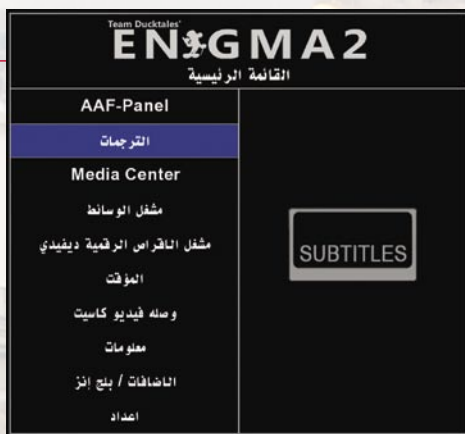 Team Ducktales'
ENIGMA2
القائمة الرئيسية
AAF-Panel
الترجمات
Media Center
مشغل الوسائط
مشغل الاقراص الرقمية ديفيدي
المؤقت
وصله فيديو كاسيت
معلومات
الاضافات / بلج إنز
اعداد
SUBTITLES